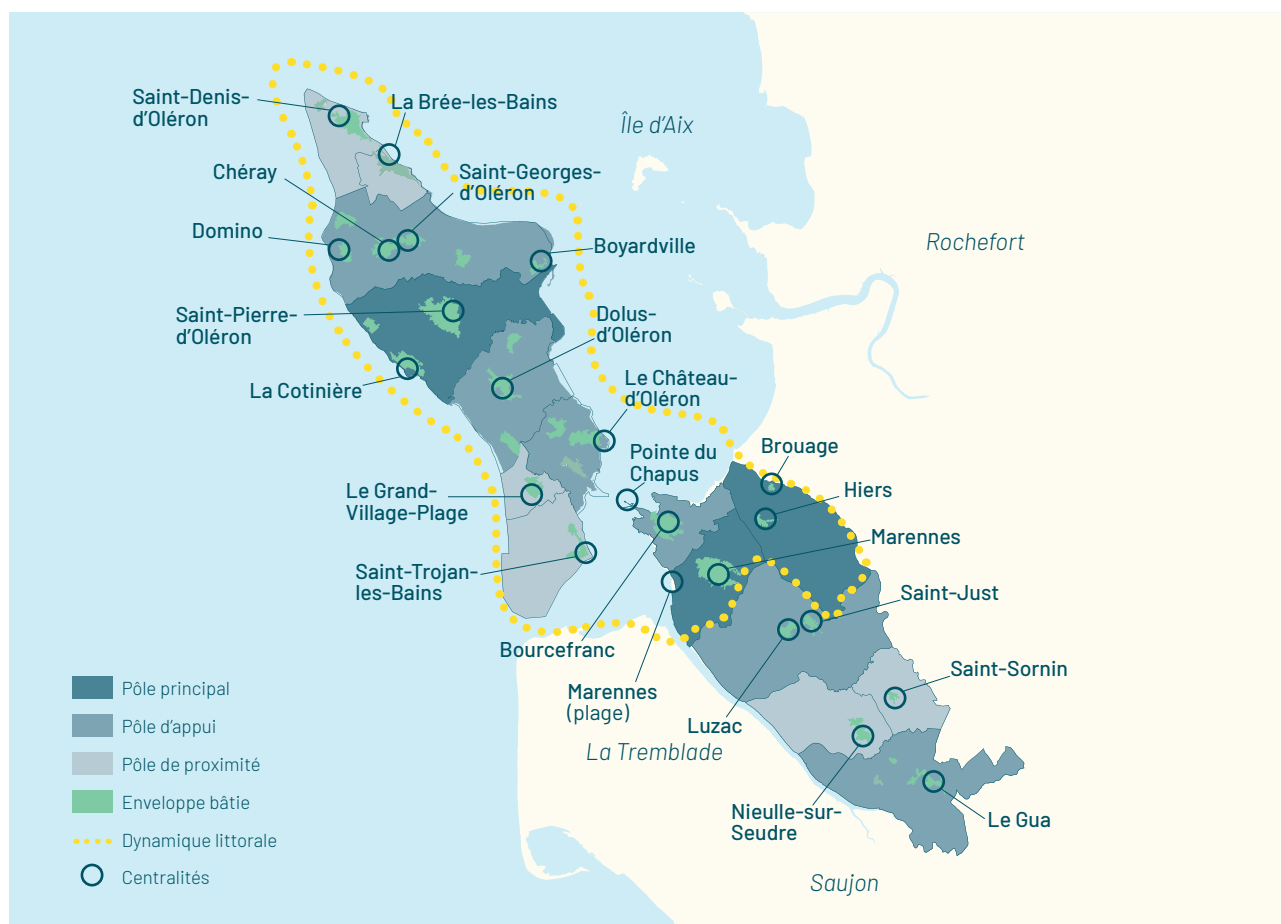 Saint-Denis-
d'Oléron
La Brée-les-Bains
Île d'Aix
Chéray
Saint-Georges-
d'Oléron
Domino
Boyardville
Rochefort
Saint-Pierre-
d'Oléron
Dolus-
d'Oléron
La Cotinière
Le Château-
d'Oléron
Pointe du
Chapus
Brouage
Le Grand-
Village-Plage
Hiers
Marennes
Saint-Trojan-
les-Bains
Saint-Just
Bourcefranc
Saint-Sornin
Marennes
(plage)
Luzac
La Tremblade
Nieulle-sur-
Seudre
Le Gua
Saujon
Pôle principal
Pôle d'appui
Pôle de proximité
Enveloppe bâtie
Dynamique littorale
Centralités